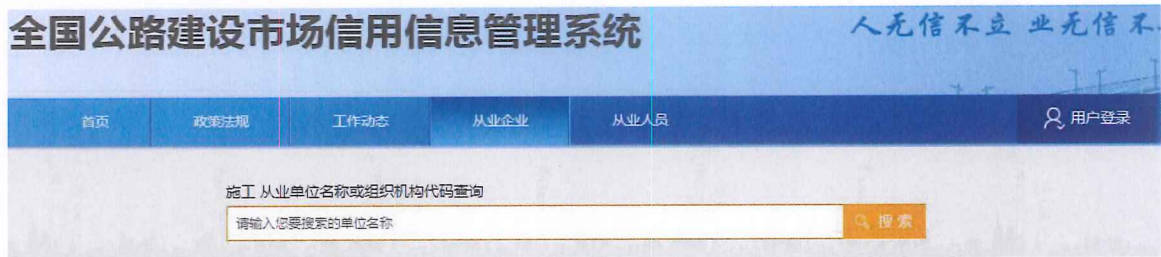 全国公路建设市场信用信息管理系统
人无信不立 业无信不
首页 政策法规 工作动态 从业企业 从业人员 用户登录
施工 从业单位名称或组织机构代码查询
请输入您要搜索的单位名称 搜索